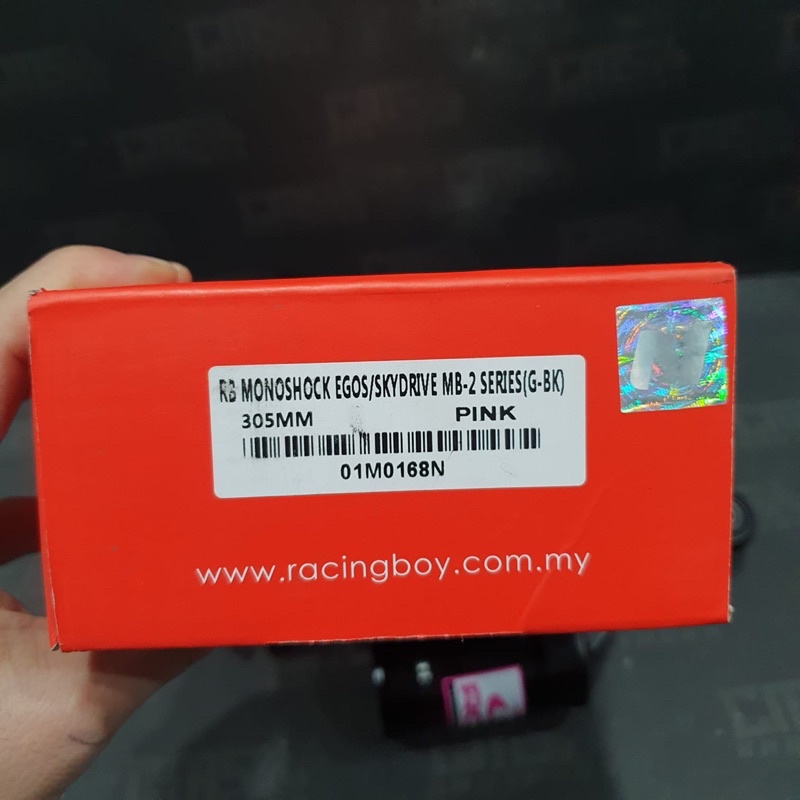 RB MONOSHOCK EGOS/SKYDRIVE MB-2 SERIES(G-BK)
305MM PINK
01M0168N
www.racingboy.com.my